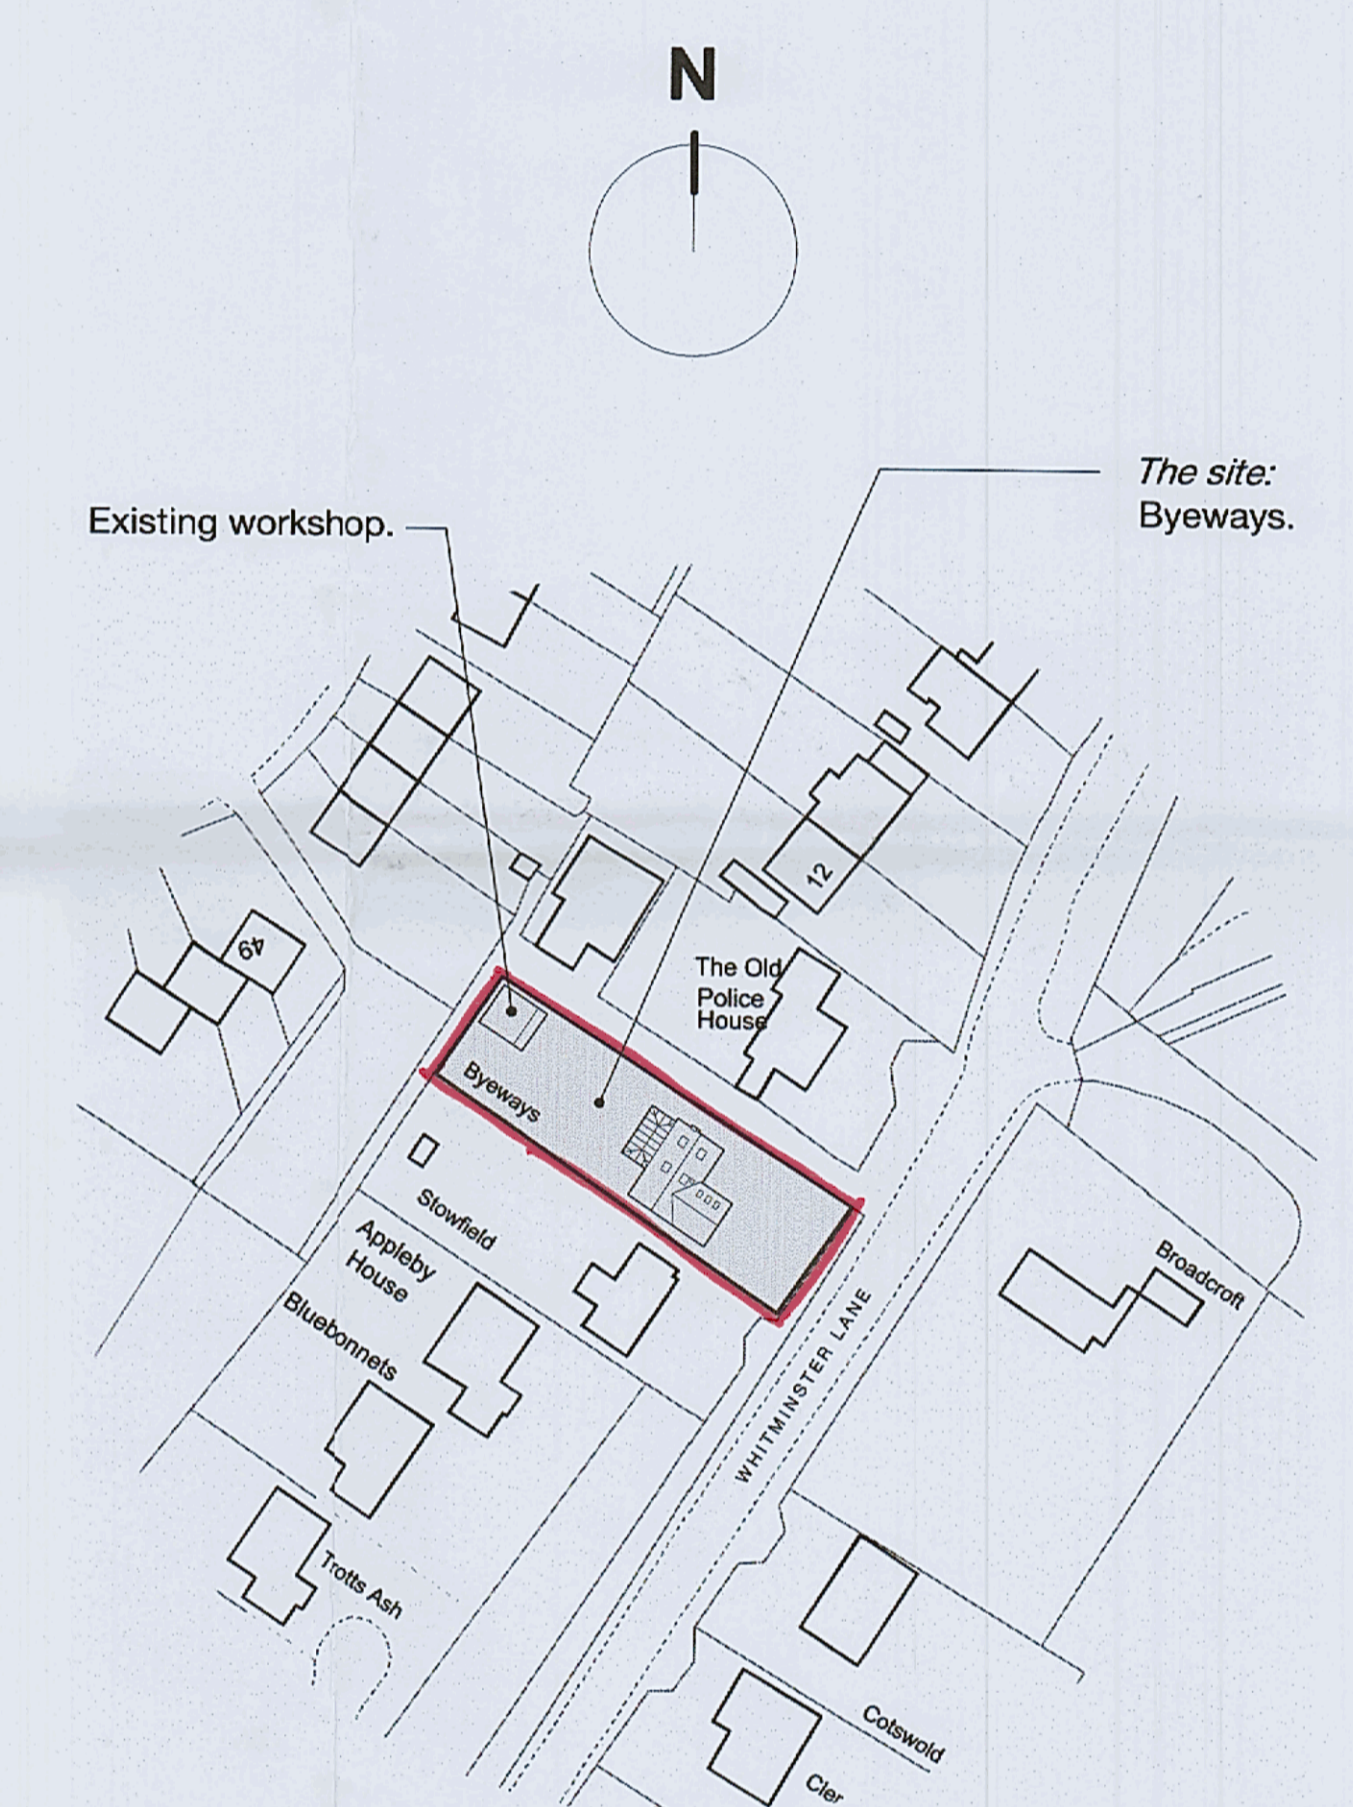 N
The site:
Byeways.
Existing workshop.
12
49
The Old
Police
House
Byeways
Stowfield
Appleby
House
Bluebonnets
Trotts Ash
WHITMINSTER LANE
Broadcroft
Cotswold